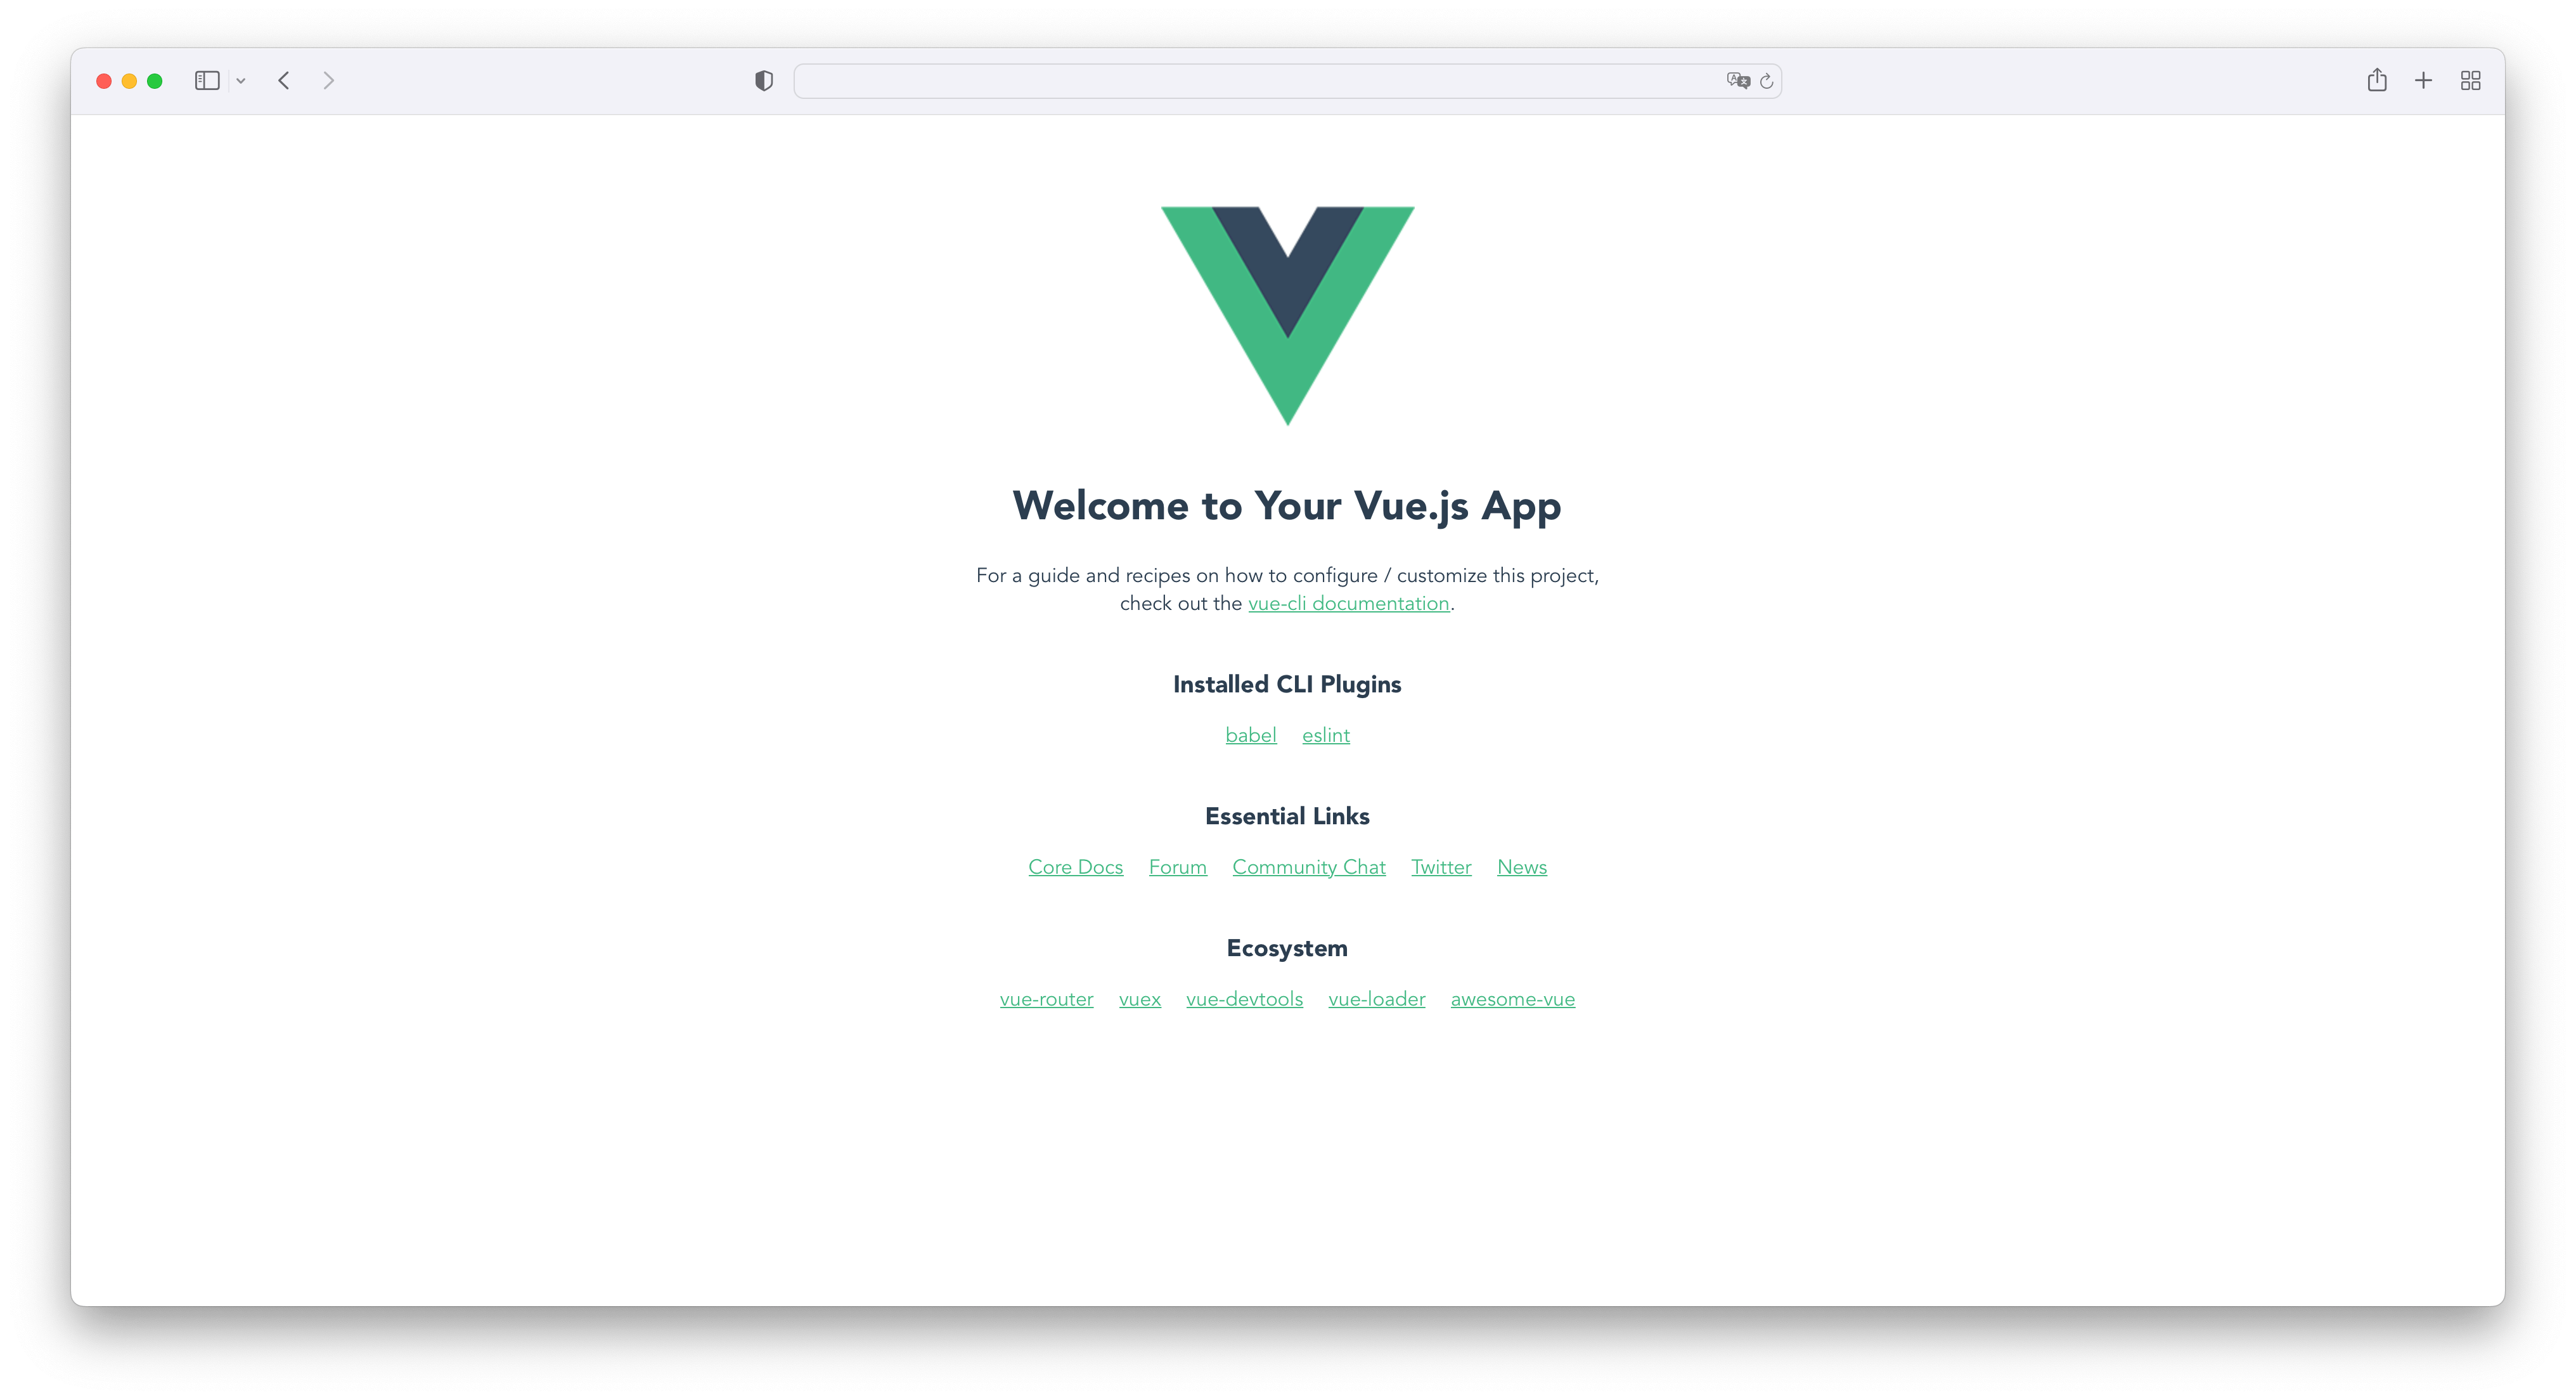 Welcome to Your Vue.js App
For a guide and recipes on how to configure / customize this project,
check out the vue-cli documentation.
Installed CLI Plugins
babel eslint
Essential Links
Core Docs Forum Community Chat Twitter News
Ecosystem
vue-router vuex vue-devtools vue-loader awesome-vue